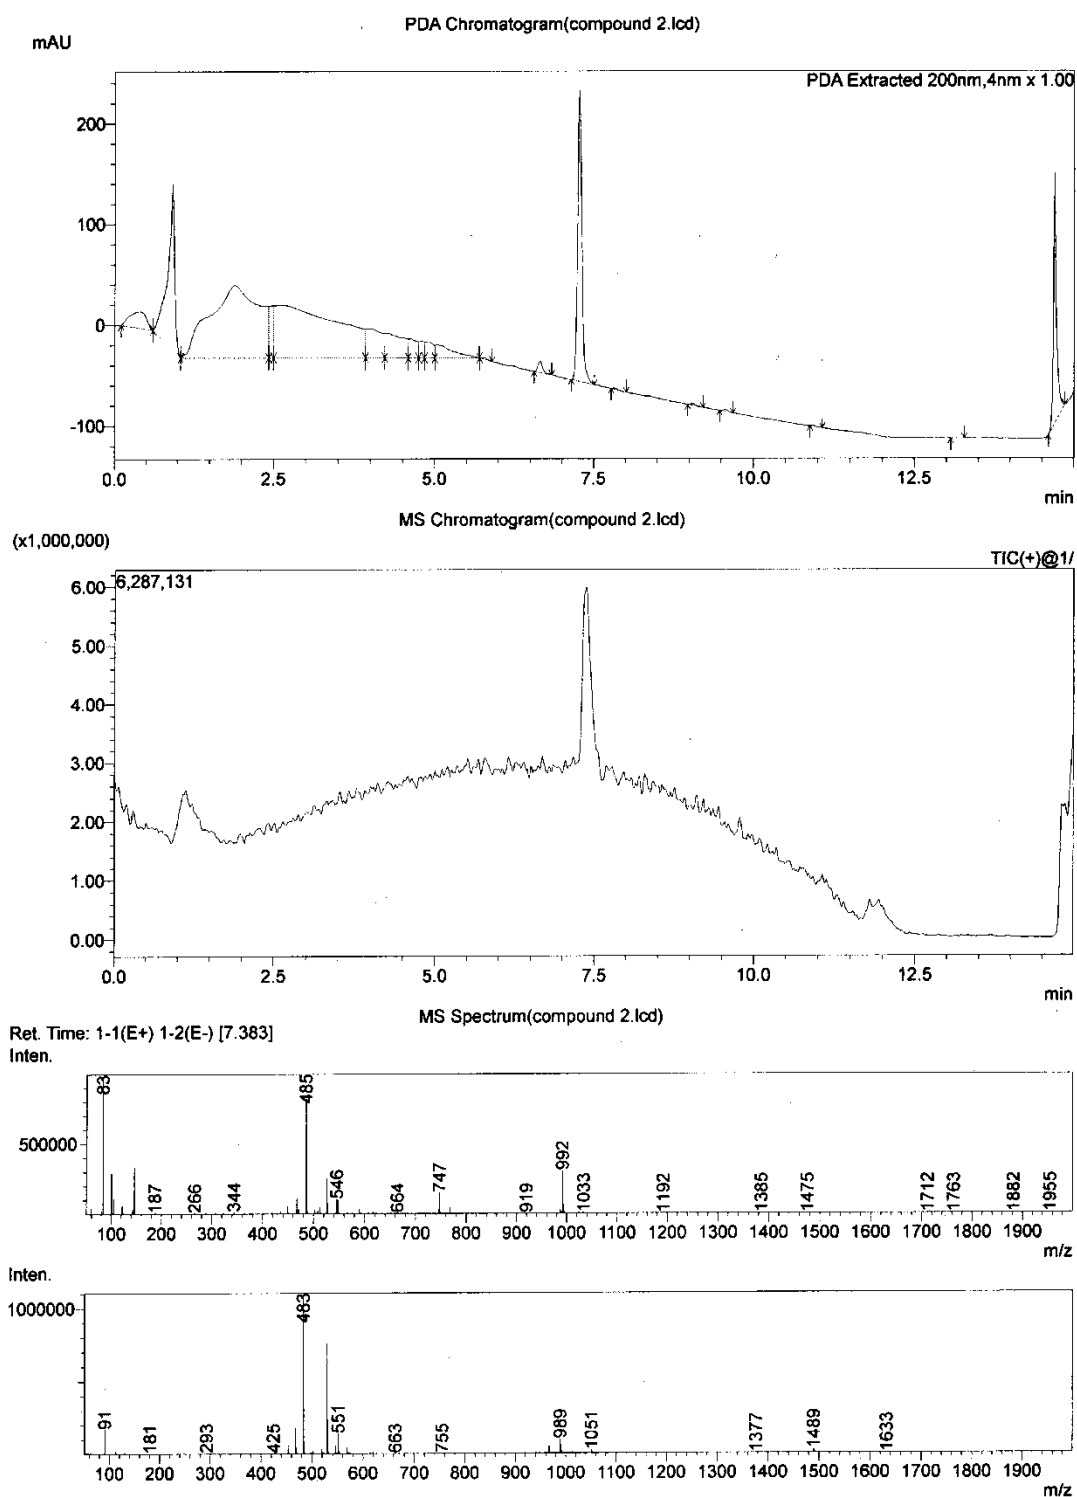 PDA Chromatogram(compound 2.lcd)
mAU
PDA Extracted 200nm,4nm x 1.00
200
100
0
-100
0.0 2.5 5.0 7.5 10.0 12.5
min
MS Chromatogram(compound 2.lcd)
(x1,000,000)
TIC(+)@1/
6,287,131
6.00
5.00
4.00
3.00
2.00
1.00
0.00
0.0 2.5 5.0 7.5 10.0 12.5
min
MS Spectrum(compound 2.lcd)
Ret. Time: 1-1(E+) 1-2(E-) [7.383]
Inten.
500000
83 187 266 344 485 546 664 747 919 992 1033 1192 1385 1475 1712 1763 1882 1955
100 200 300 400 500 600 700 800 900 1000 1100 1200 1300 1400 1500 1600 1700 1800 1900
m/z
Inten.
1000000
91 181 293 425 483 551 663 755 989 1051 1377 1489 1633
100 200 300 400 500 600 700 800 900 1000 1100 1200 1300 1400 1500 1600 1700 1800 1900
m/z